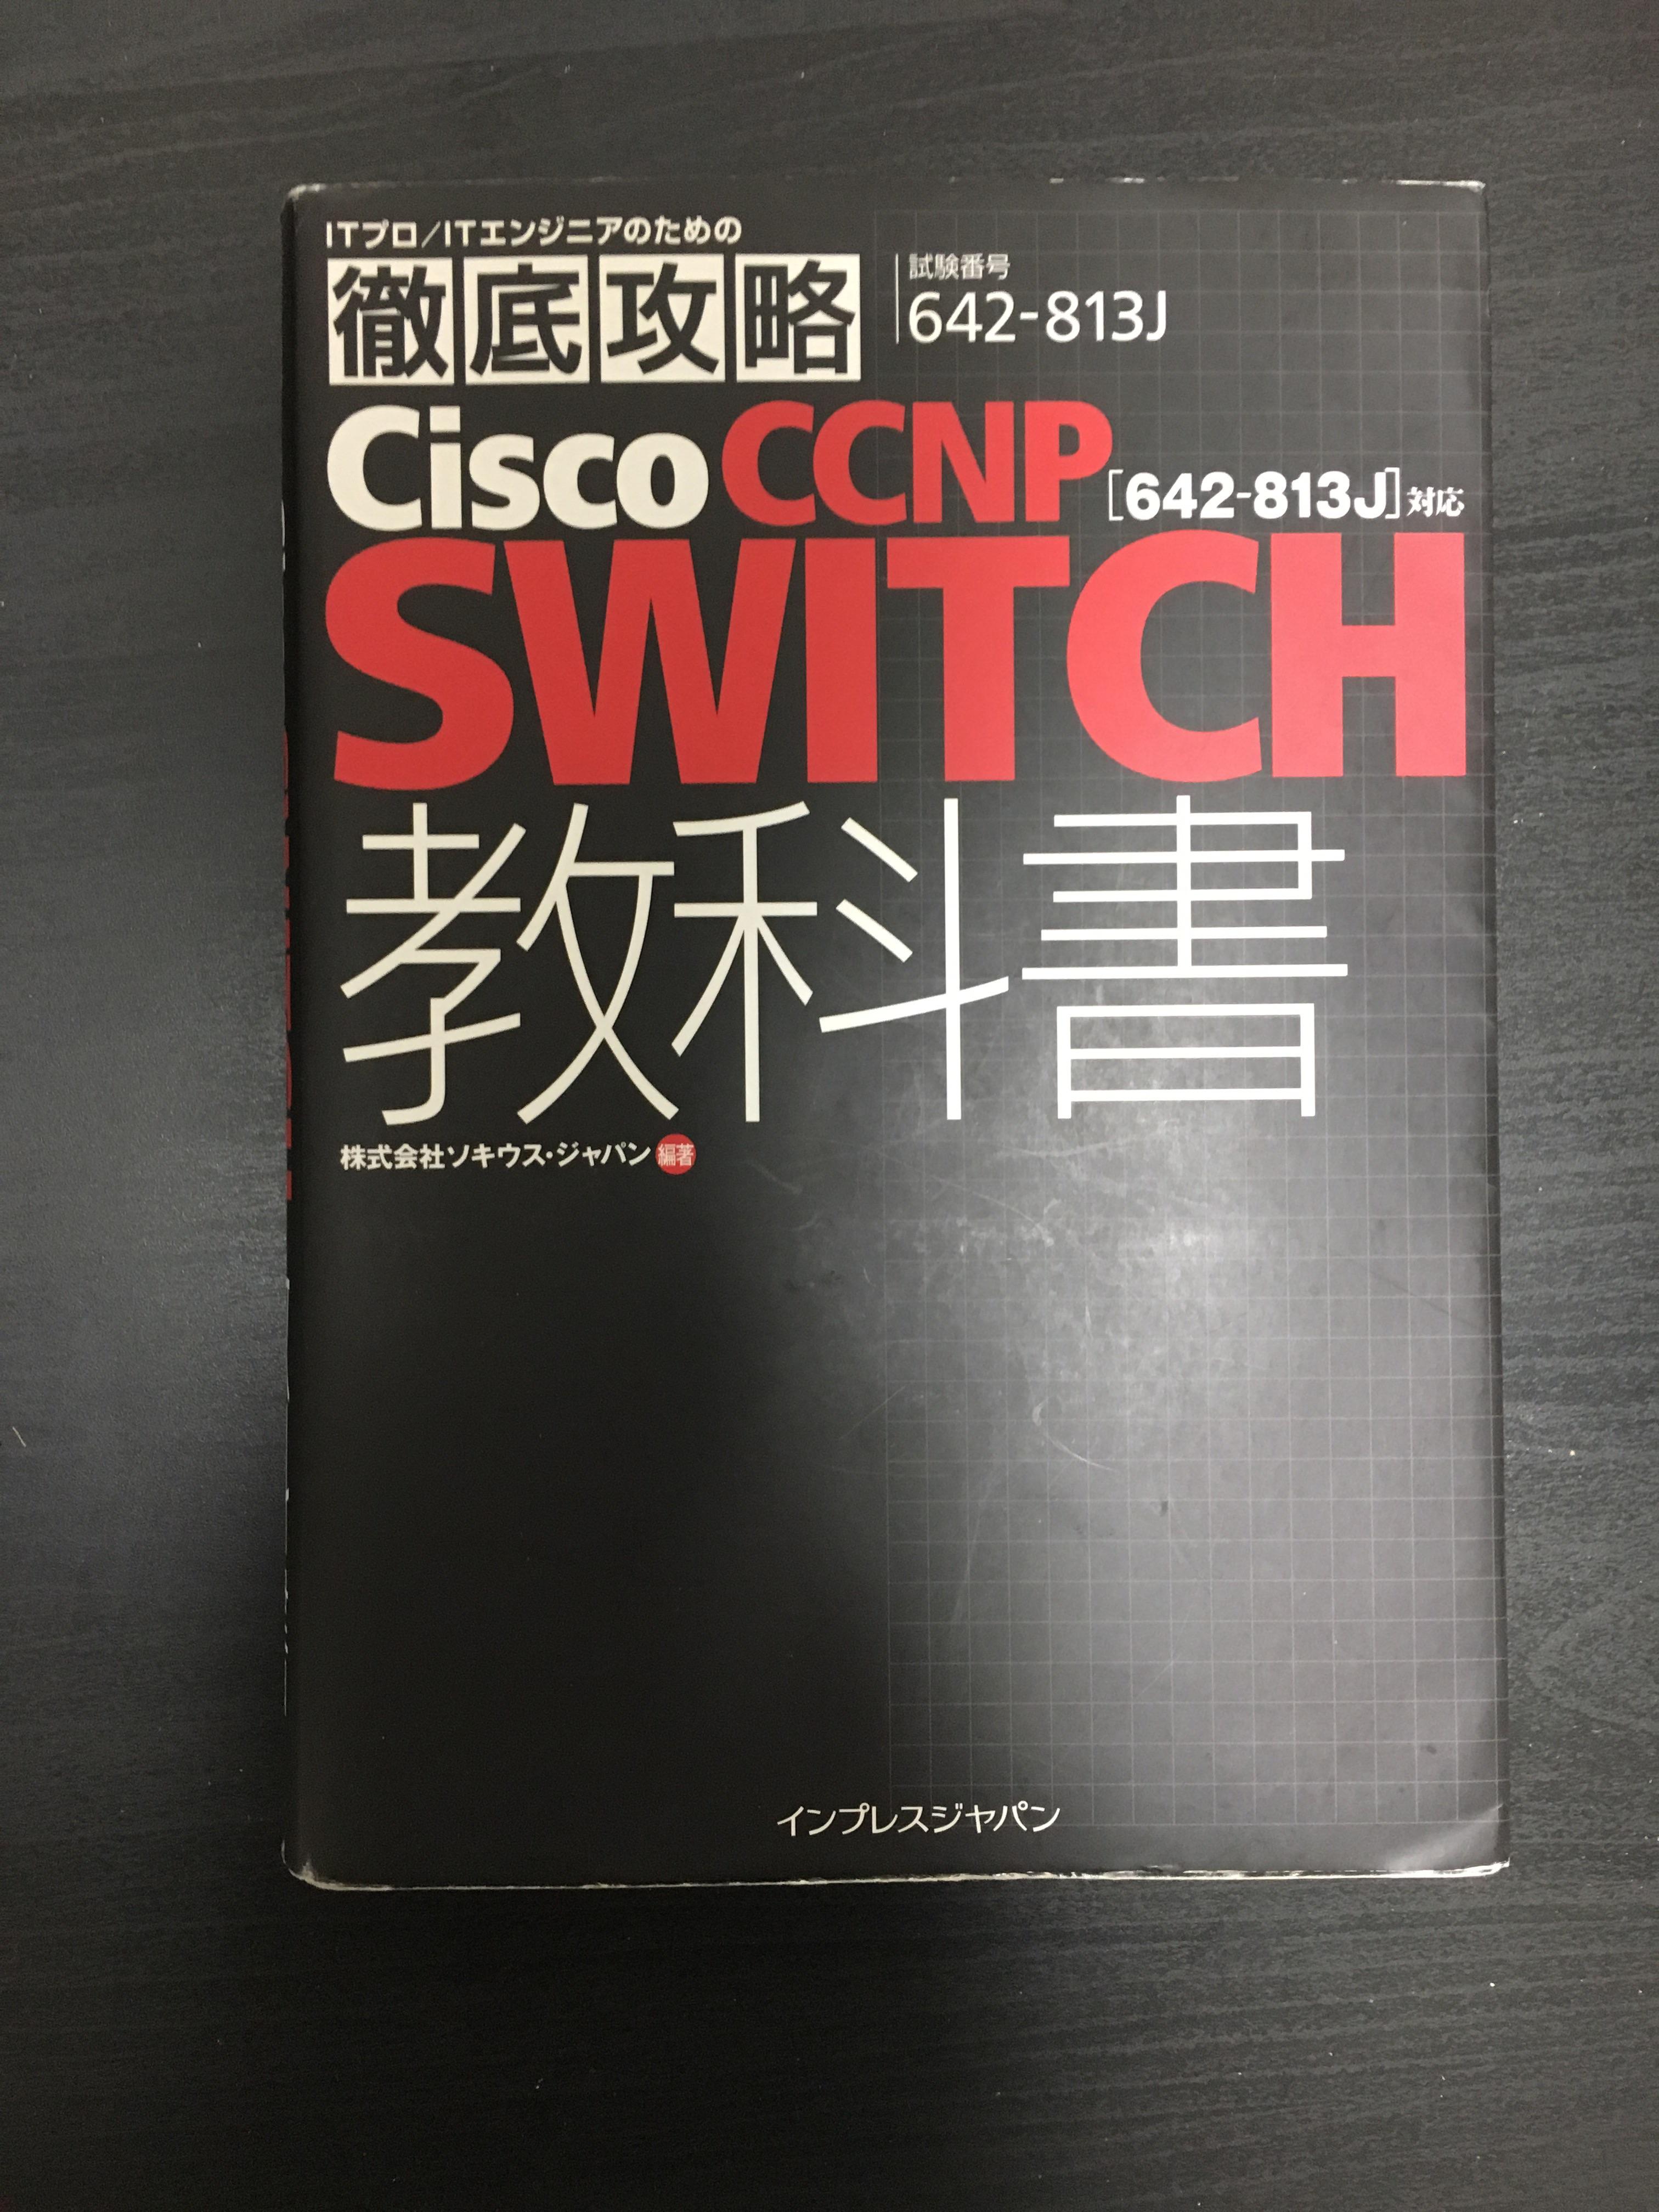 ITプロ/ITエンジニアのための
徹底攻略
試験番号
642-813J
Cisco CCNP [642-813J]対応
SWITCH
教科書
株式会社ソキウス・ジャパン 編著
インプレスジャパン